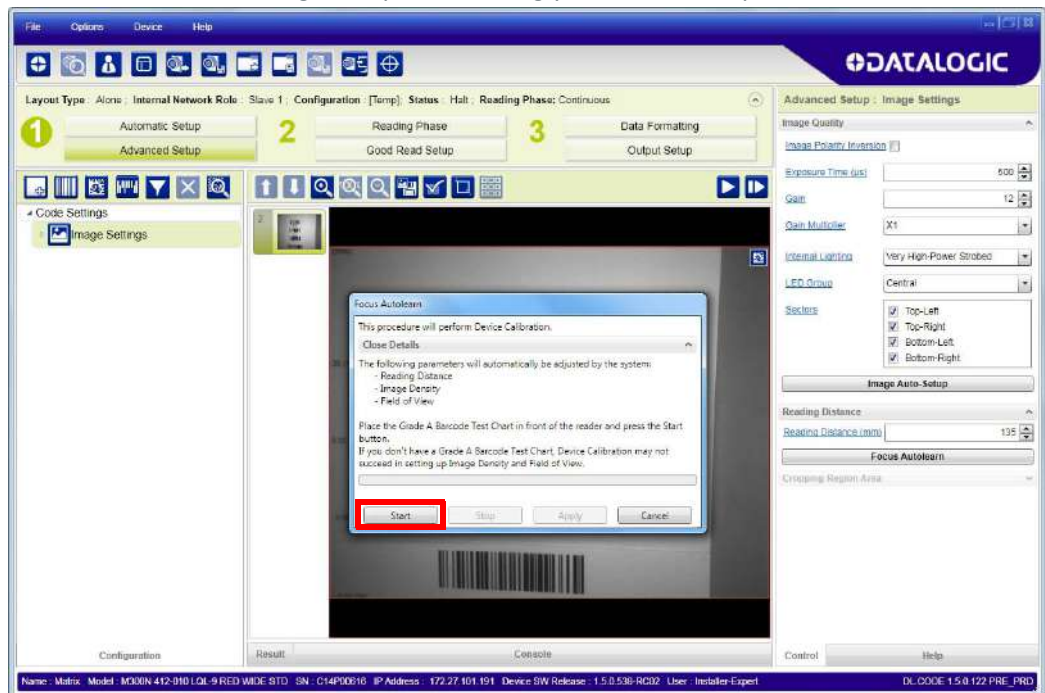 File Options Device Help
DATALOGIC
Layout Type : Alone ; Internal Network Role : Slave 1 ; Configuration : [Temp]; Status : Halt ; Reading Phase: Continuous
1
Automatic Setup
Advanced Setup
2
Reading Phase
Good Read Setup
3
Data Formatting
Output Setup
Code Settings
Image Settings
2
Focus Autolearn
This procedure will perform Device Calibration.
Close Details
The following parameters will automatically be adjusted by the system:
- Reading Distance
- Image Density
- Field of View
Place the Grade A Barcode Test Chart in front of the reader and press the Start
button.
If you don't have a Grade A Barcode Test Chart, Device Calibration may not
succeed in setting up Image Density and Field of View.
Start Stop Apply Cancel
Advanced Setup : Image Settings
Image Quality
Image Polarity Inversion
Exposure Time (µs) 500
Gain 12
Gain Multiplier X1
Internal Lighting Very High-Power Strobed
LED Group Central
Sectors
Top-Left
Top-Right
Bottom-Left
Bottom-Right
Image Auto-Setup
Reading Distance
Reading Distance (mm) 135
Focus Autolearn
Cropping Region Area
Configuration
Result Console
Control Help
Name : Matrix Model : M300N 412-010 LQL-9 RED WIDE STD SN : C14P00616 IP Address : 172.27.101.191 Device SW Release : 1.5.0.538-RC02 User : Installer-Expert DL.CODE 1.5.0.122 PRE_PRD